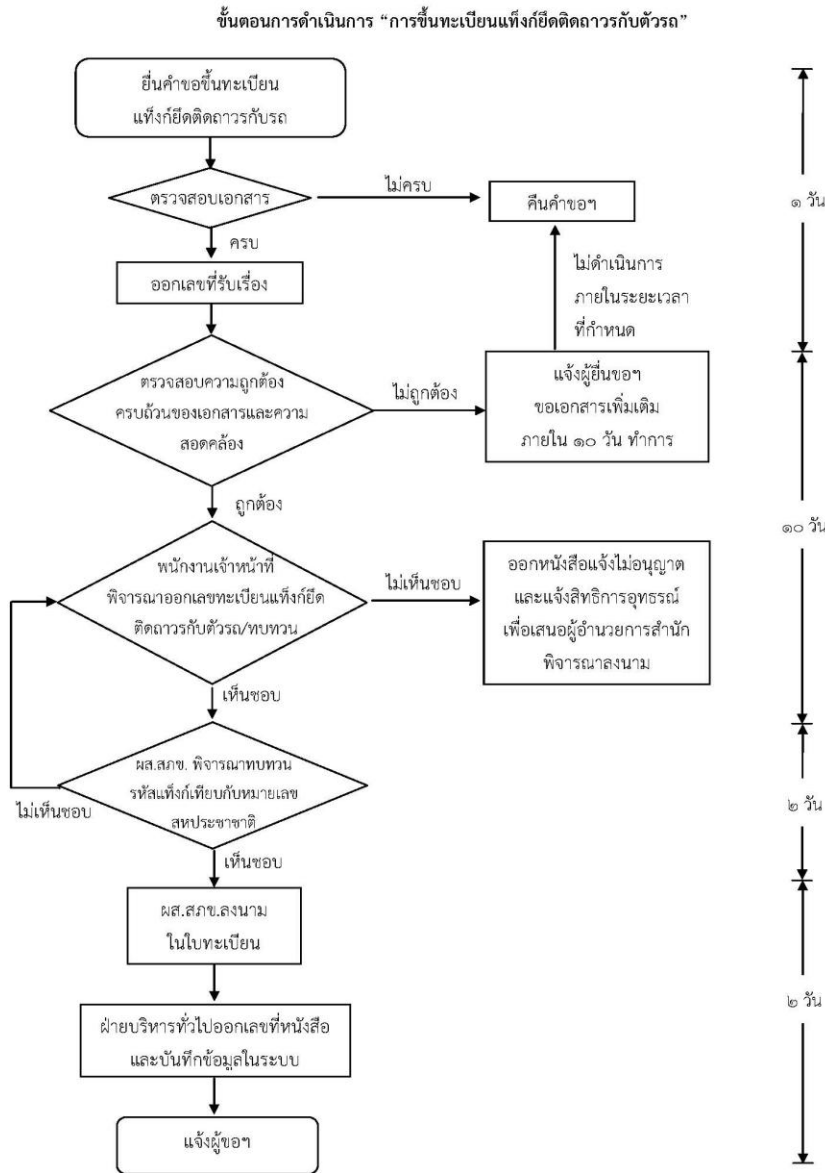 ขั้นตอนการดำเนินการ “การขึ้นทะเบียนแท็งก์ยึดติดถาวรกับตัวรถ”
ยื่นคำขอขึ้นทะเบียน
แท็งก์ยึดติดถาวรกับรถ
ตรวจสอบเอกสาร
ไม่ครบ
คืนคำขอฯ
๑ วัน
ครบ
ออกเลขที่รับเรื่อง
ไม่ดำเนินการ
ภายในระยะเวลา
ที่กำหนด
ตรวจสอบความถูกต้อง
ครบถ้วนของเอกสารและความ
สอดคล้อง
ไม่ถูกต้อง
แจ้งผู้ยื่นขอฯ
ขอเอกสารเพิ่มเติม
ภายใน ๑๐ วัน ทำการ
ถูกต้อง
๑๐ วัน
พนักงานเจ้าหน้าที่
พิจารณาออกเลขทะเบียนแท็งก์ยึด
ติดถาวรกับตัวรถ/ทบทวน
ไม่เห็นชอบ
ออกหนังสือแจ้งไม่อนุญาต
และแจ้งสิทธิการอุทธรณ์
เพื่อเสนอผู้อำนวยการสำนัก
พิจารณาลงนาม
เห็นชอบ
ผส.สภข. พิจารณาทบทวน
รหัสแท็งก์เทียบกับหมายเลข
สหประชาชาติ
ไม่เห็นชอบ
๒ วัน
เห็นชอบ
ผส.สภข.ลงนาม
ในใบทะเบียน
๒ วัน
ฝ่ายบริหารทั่วไปออกเลขที่หนังสือ
และบันทึกข้อมูลในระบบ
แจ้งผู้ขอฯ